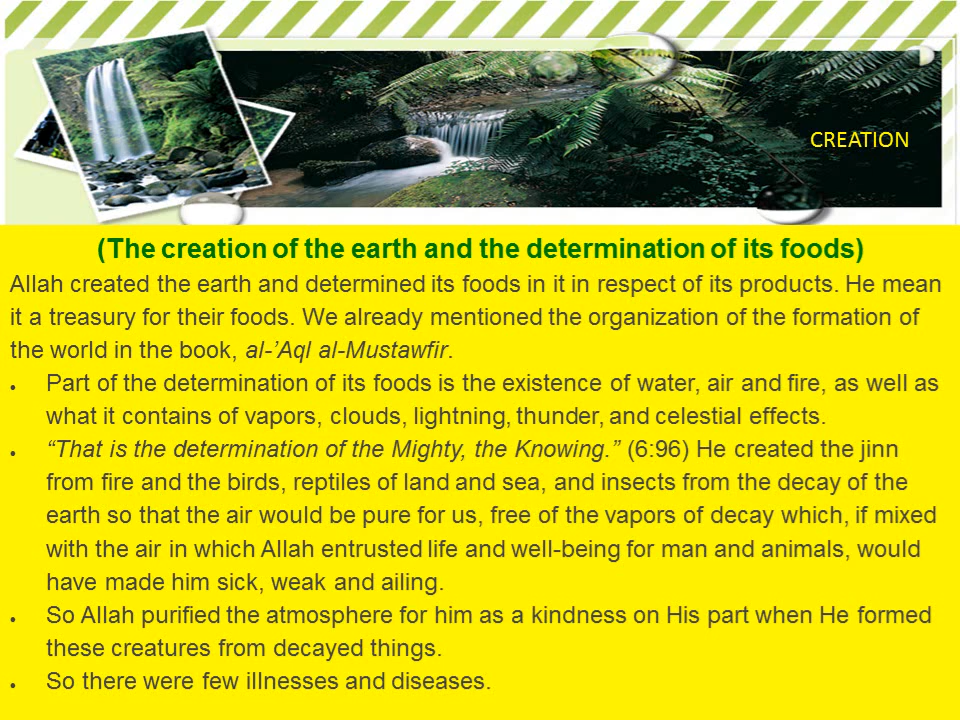 CREATION
(The creation of the earth and the determination of its foods)
Allah created the earth and determined its foods in it in respect of its products. He mean
it a treasury for their foods. We already mentioned the organization of the formation of
the world in the book, al-’Aql al-Mustawfir.
• Part of the determination of its foods is the existence of water, air and fire, as well as
what it contains of vapors, clouds, lightning, thunder, and celestial effects.
• “That is the determination of the Mighty, the Knowing.” (6:96) He created the jinn
from fire and the birds, reptiles of land and sea, and insects from the decay of the
earth so that the air would be pure for us, free of the vapors of decay which, if mixed
with the air in which Allah entrusted life and well-being for man and animals, would
have made him sick, weak and ailing.
• So Allah purified the atmosphere for him as a kindness on His part when He formed
these creatures from decayed things.
• So there were few illnesses and diseases.